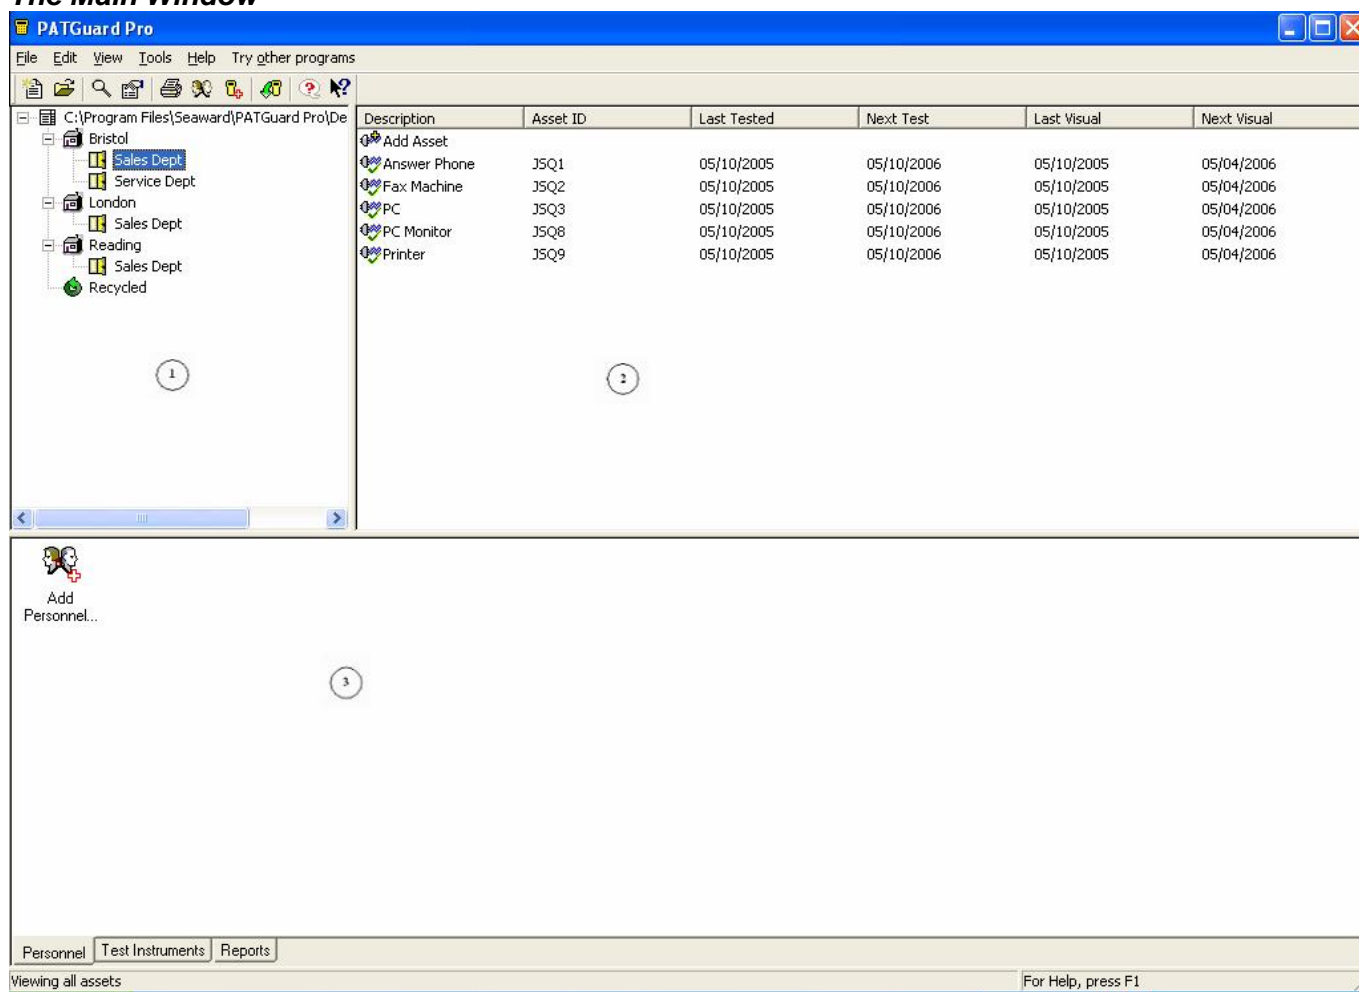 The Main Window
PATGuard Pro
File Edit View Tools Help Try other programs
C:\Program Files\Seaward\PATGuard Pro\De
Bristol
Sales Dept
Service Dept
London
Sales Dept
Reading
Sales Dept
Recycled
1
Description Asset ID Last Tested Next Test Last Visual Next Visual
Add Asset
Answer Phone JSQ1 05/10/2005 05/10/2006 05/10/2005 05/04/2006
Fax Machine JSQ2 05/10/2005 05/10/2006 05/10/2005 05/04/2006
PC JSQ3 05/10/2005 05/10/2006 05/10/2005 05/04/2006
PC Monitor JSQ8 05/10/2005 05/10/2006 05/10/2005 05/04/2006
Printer JSQ9 05/10/2005 05/10/2006 05/10/2005 05/04/2006
2
Add
Personnel...
3
Personnel Test Instruments Reports
Viewing all assets For Help, press F1